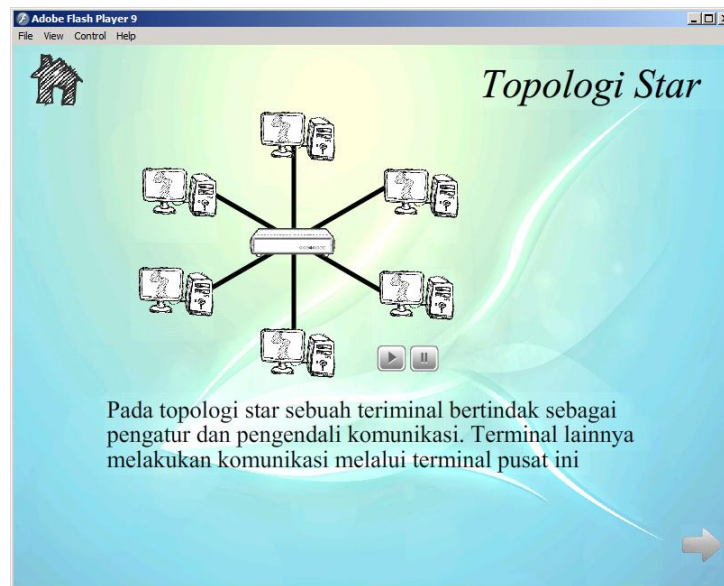 Adobe Flash Player 9
File View Control Help
Topologi Star
Pada topologi star sebuah teriminal bertindak sebagai
pengatur dan pengendali komunikasi. Terminal lainnya
melakukan komunikasi melalui terminal pusat ini